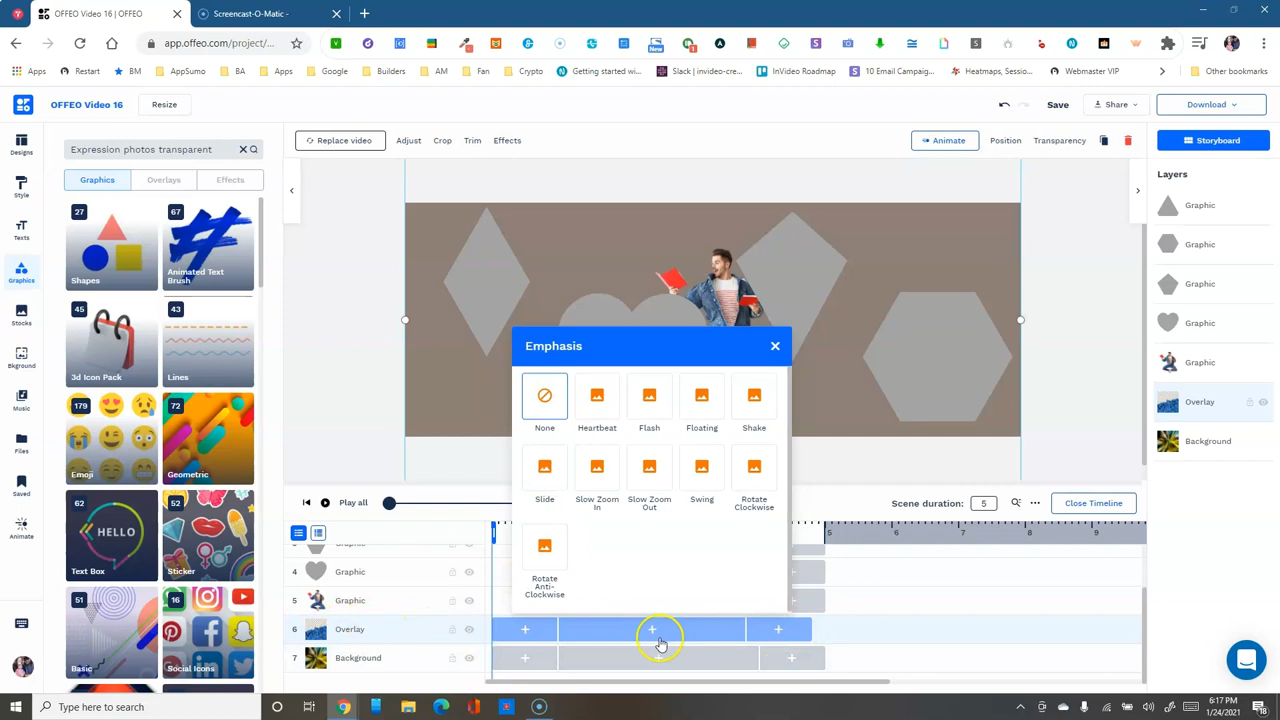 OFFEO Video 16 | OFFEO
Screencast-O-Matic -
app.offeo.com/project/...
New
Apps
Restart
BM
AppSumo
BA
Apps
Google
Builders
AM
Fan
Crypto
Getting started wi...
Slack | invideo-cre...
InVideo Roadmap
10 Email Campaig...
Heatmaps, Sessio...
Webmaster VIP
Other bookmarks
OFFEO Video 16
Resize
Save
Share
Download
Designs
Style
Texts
Graphics
Stocks
Bkground
Music
Files
Saved
Animate
Expression photos transparent
Graphics
Overlays
Effects
27
Shapes
67
Animated Text
Brush
45
3d Icon Pack
43
Lines
179
Emoji
72
Geometric
62
HELLO
Text Box
52
Sticker
51
Basic
16
Social Icons
Replace video
Adjust
Crop
Trim
Effects
Animate
Position
Transparency
Storyboard
Layers
Graphic
Graphic
Graphic
Graphic
Graphic
Overlay
Background
Emphasis
None
Heartbeat
Flash
Floating
Shake
Slide
Slow Zoom
In
Slow Zoom
Out
Swing
Rotate
Clockwise
Rotate
Anti-
Clockwise
Play all
Scene duration:
5
Close Timeline
5
6
7
8
9
4
Graphic
5
Graphic
6
Overlay
7
Background
Type here to search
6:17 PM
1/24/2021
18